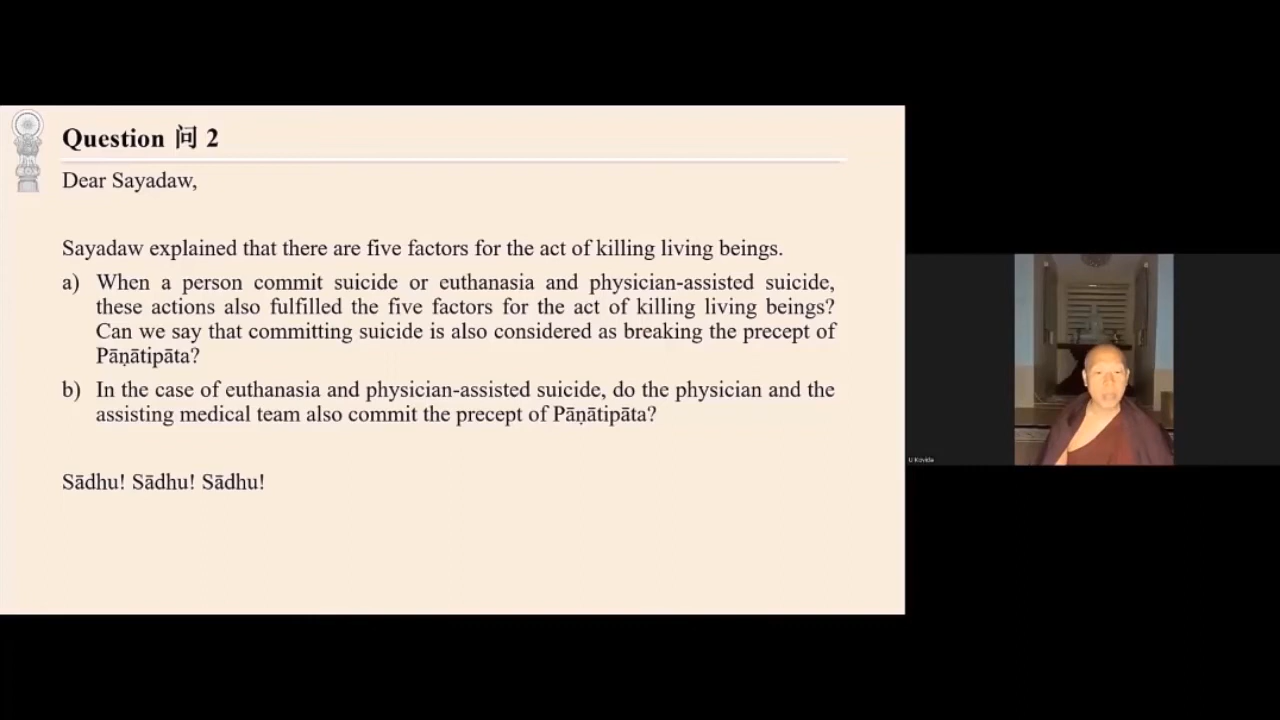 Question 问 2
Dear Sayadaw,
Sayadaw explained that there are five factors for the act of killing living beings.
a) When a person commit suicide or euthanasia and physician-assisted suicide,
these actions also fulfilled the five factors for the act of killing living beings?
Can we say that committing suicide is also considered as breaking the precept of
Pāṇātipāta?
b) In the case of euthanasia and physician-assisted suicide, do the physician and the
assisting medical team also commit the precept of Pāṇātipāta?
Sādhu! Sādhu! Sādhu!
U Kovida